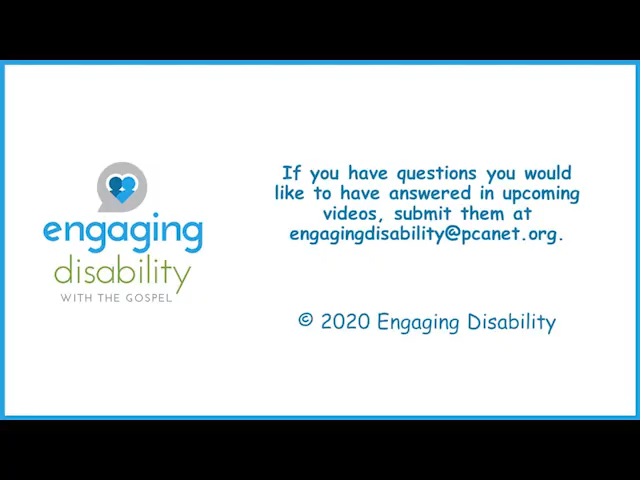 engaging
disability
WITH THE GOSPEL
If you have questions you would
like to have answered in upcoming
videos, submit them at
engagingdisability@pcanet.org.
© 2020 Engaging Disability